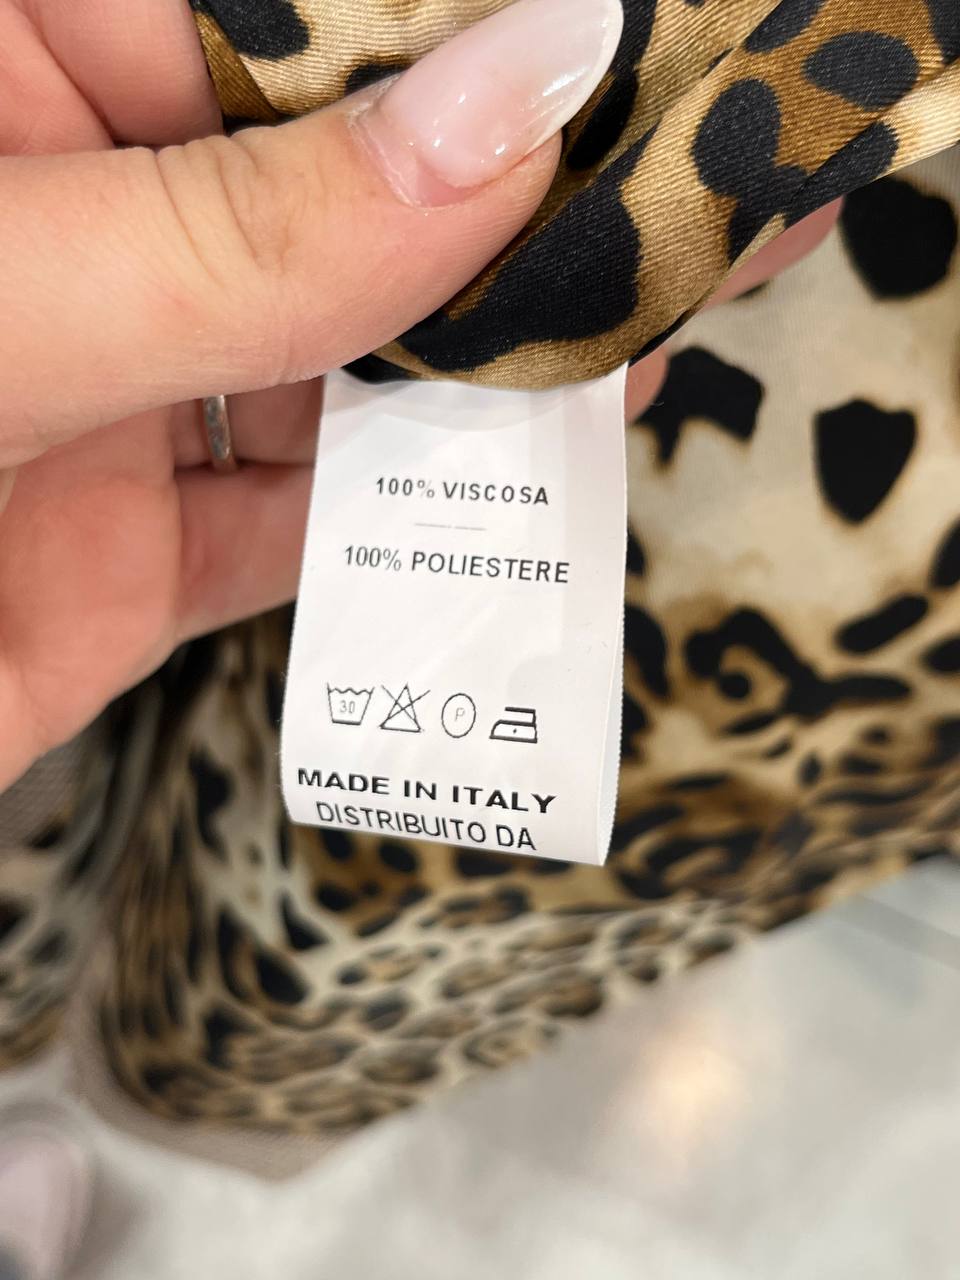 100% VISCOSA
100% POLIESTERE
30 P
MADE IN ITALY
DISTRIBUITO DA